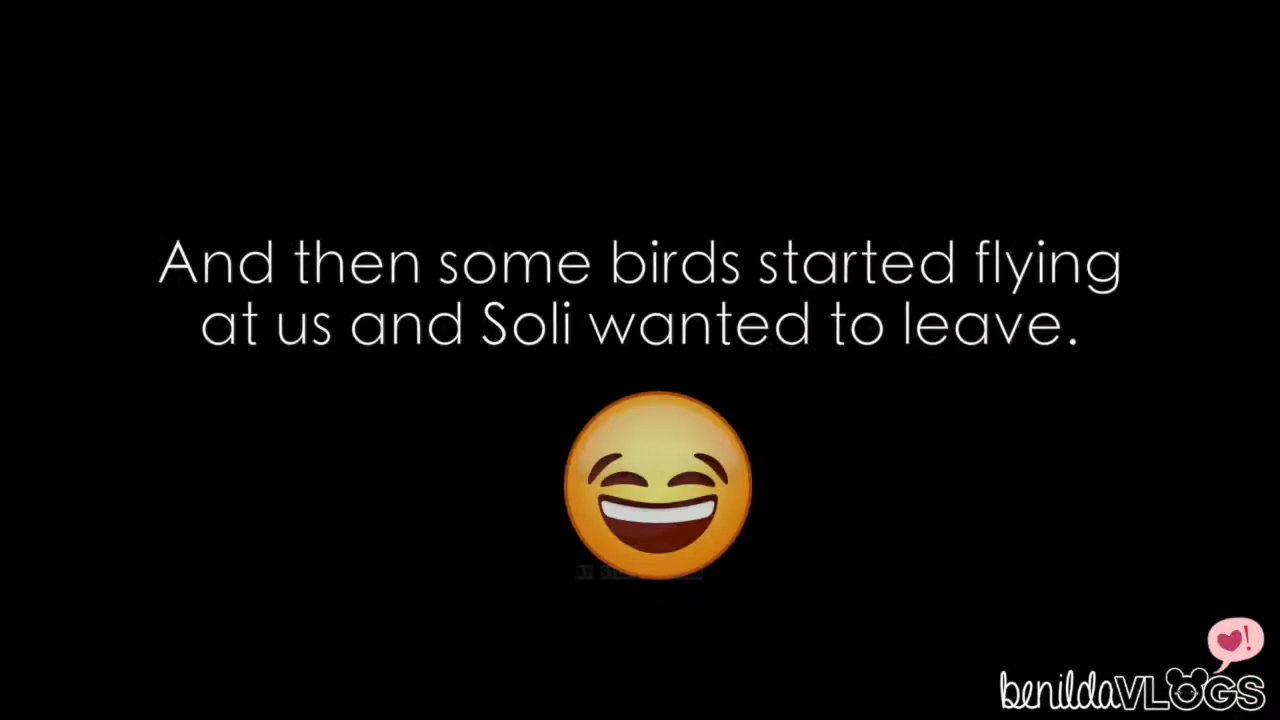 And then some birds started flying
at us and Soli wanted to leave.
benildaVLOGS